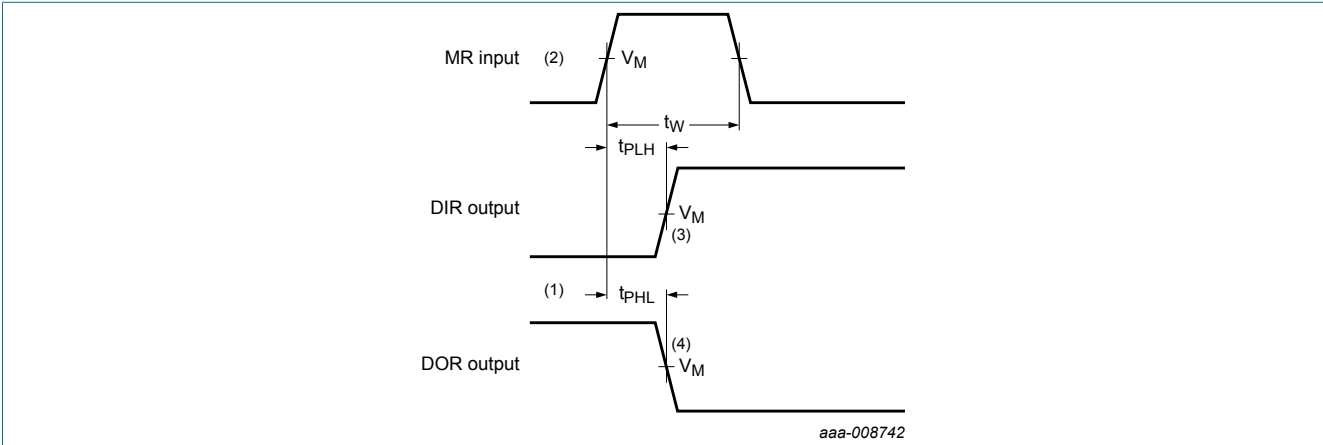 MR input (2) VM
tW
tPLH
DIR output VM
(3)
(1) tPHL
(4)
DOR output VM
aaa-008742